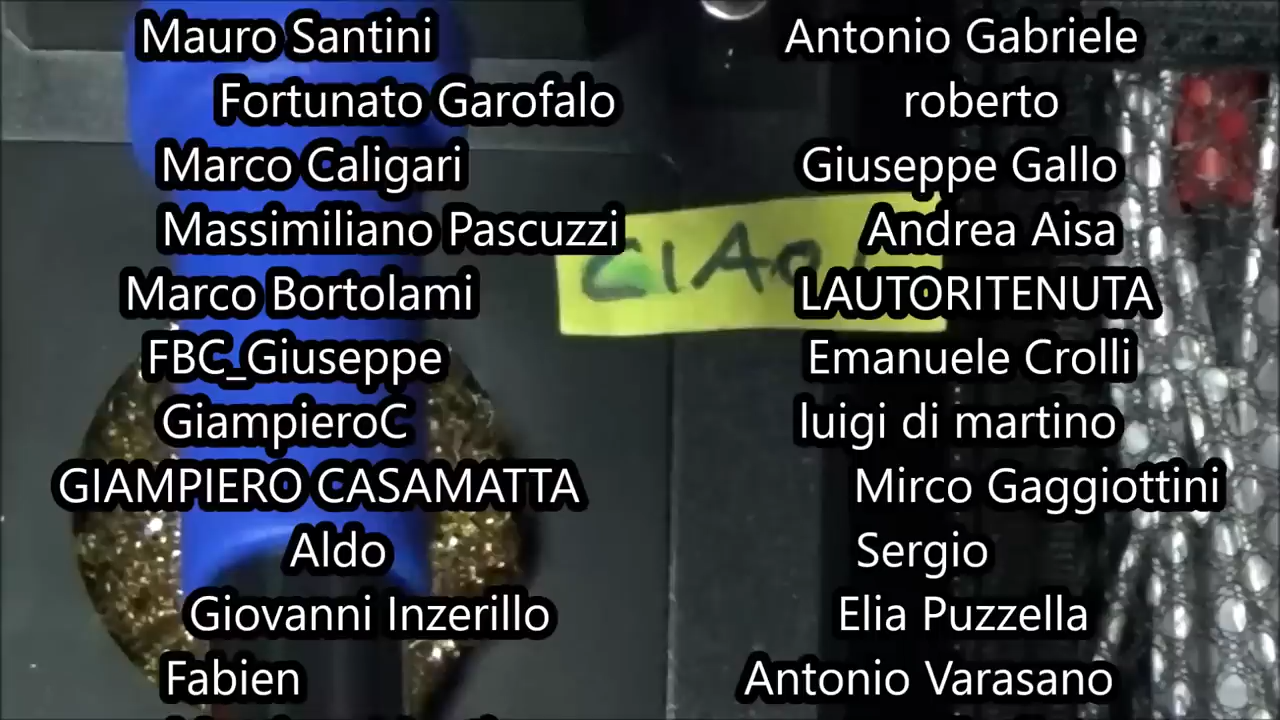 Mauro Santini
Fortunato Garofalo
Marco Caligari
Massimiliano Pascuzzi
Marco Bortolami
FBC_Giuseppe
GiampieroC
GIAMPIERO CASAMATTA
Aldo
Giovanni Inzerillo
Fabien
Antonio Gabriele
roberto
Giuseppe Gallo
Andrea Aisa
LAUTORITENUTA
Emanuele Crolli
luigi di martino
Mirco Gaggiottini
Sergio
Elia Puzzella
Antonio Varasano
CIAO